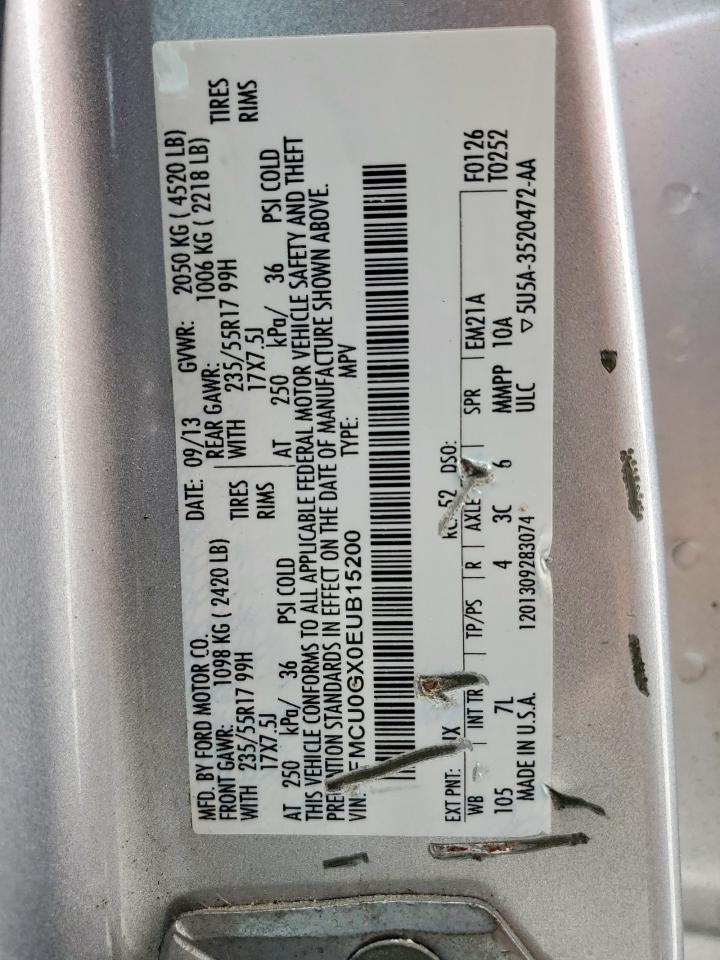 MFD. BY FORD MOTOR CO. DATE: 09/13 GVWR: 2050 KG ( 4520 LB)
FRONT GAWR: 1098 KG ( 2420 LB) REAR GAWR: 1006 KG ( 2218 LB)
WITH 235/55R17 99H TIRES WITH 235/55R17 99H TIRES
17X7.5J RIMS 17X7.5J RIMS
AT 250 kPa/ 36 PSI COLD AT 250 kPa/ 36 PSI COLD
THIS VEHICLE CONFORMS TO ALL APPLICABLE FEDERAL MOTOR VEHICLE SAFETY AND THEFT
STANDARDS IN EFFECT ON THE DATE OF MANUFACTURE SHOWN ABOVE.
VIN: FMCU0GX0EUB15200 TYPE: MPV
EXT PNT: UX 52 DSO: F0126
WB INT TR TP/PS R AXLE SPR EM21A T0252
105 7L 4 3C 6 MMPP 10A
MADE IN U.S.A. 1201309283074 ULC ▽5U5A-3520472-AA